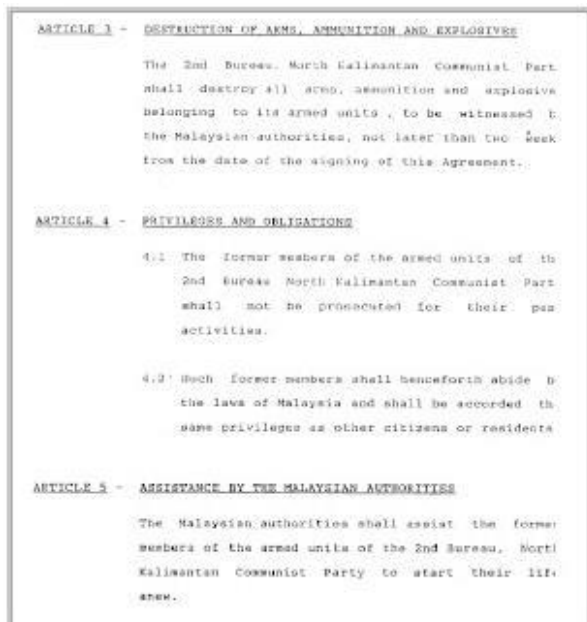 ARTICLE 3 - DESTRUCTION OF ARMS, AMMUNITION AND EXPLOSIVES
The 2nd Bureau, North Kalimantan Communist Part
shall destroy all arms, ammunition and explosive
belonging to its armed units, to be witnessed b
the Malaysian authorities, not later than two week
from the date of the signing of this Agreement.
ARTICLE 4 - PRIVILEGES AND OBLIGATIONS
4.1 The former members of the armed units of th
2nd Bureau North Kalimantan Communist Part
shall not be prosecuted for their pas
activities.
4.2 Such former members shall henceforth abide b
the laws of Malaysia and shall be accorded th
same privileges as other citizens or residents
ARTICLE 5 - ASSISTANCE BY THE MALAYSIAN AUTHORITIES
The Malaysian authorities shall assist the former
members of the armed units of the 2nd Bureau, North
Kalimantan Communist Party to start their life
anew.